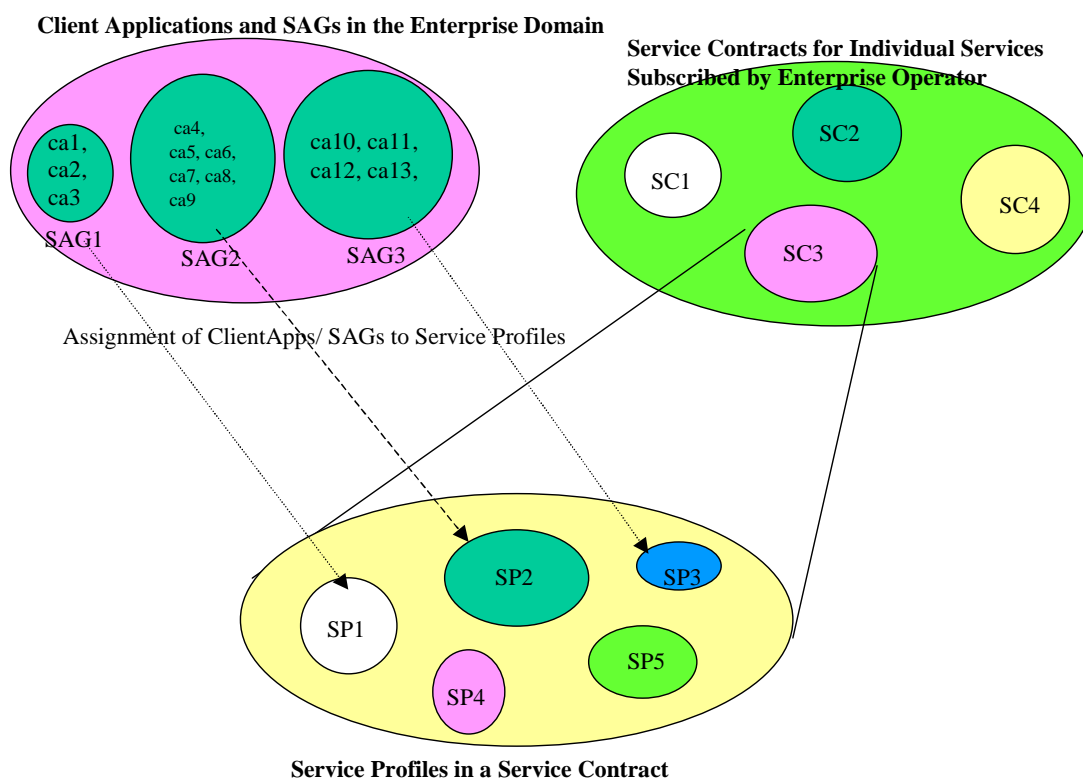 Client Applications and SAGs in the Enterprise Domain
Service Contracts for Individual Services
Subscribed by Enterprise Operator
ca1,
ca2,
ca3
SAG1
ca4,
ca5, ca6,
ca7, ca8,
ca9
SAG2
ca10, ca11,
ca12, ca13,
SAG3
SC1
SC2
SC3
SC4
Assignment of ClientApps/ SAGs to Service Profiles
SP1
SP2
SP3
SP4
SP5
Service Profiles in a Service Contract